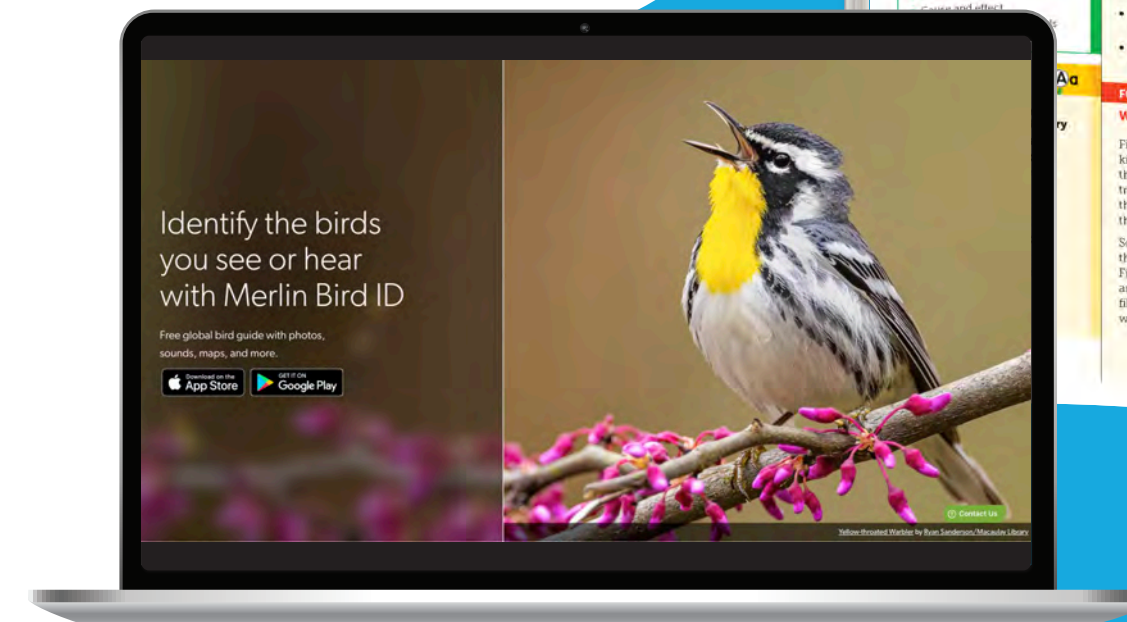 Identify the birds
you see or hear
with Merlin Bird ID
Free global bird guide with photos,
sounds, maps, and more.
Download on the
App Store
GET IT ON
Google Play
Contact Us
Yellow-throated Warbler by Ryan Sanderson/Macaulay Library
Cause and effect
Aa